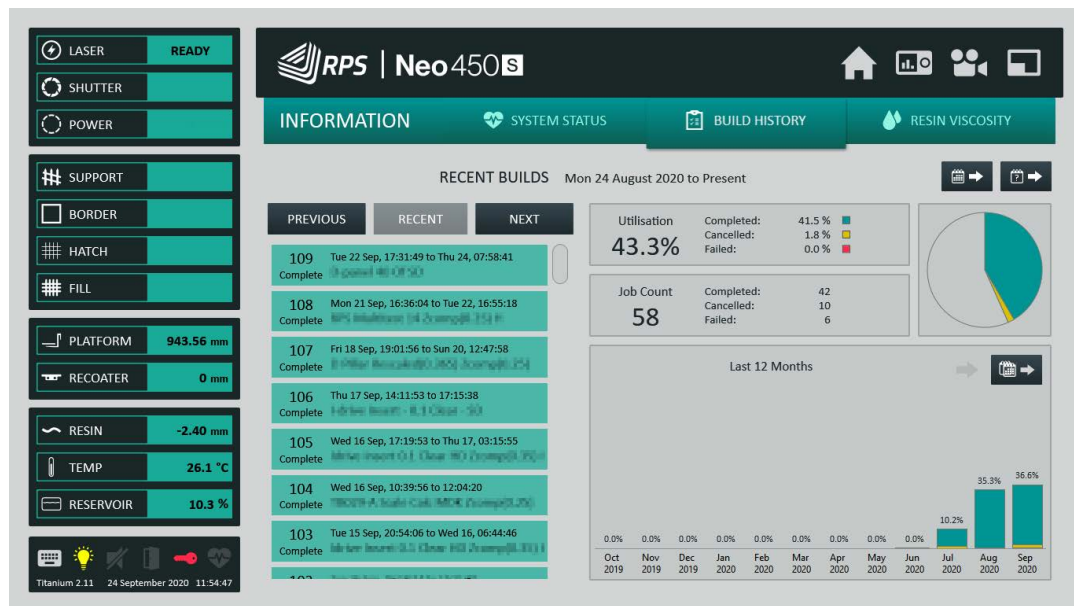 LASER READY
SHUTTER
POWER
SUPPORT
BORDER
HATCH
FILL
PLATFORM 943.56 mm
RECOATER 0 mm
RESIN -2.40 mm
TEMP 26.1 °C
RESERVOIR 10.3 %
Titanium 2.11 24 September 2020 11:54:47
RPS | Neo450 S
INFORMATION SYSTEM STATUS BUILD HISTORY RESIN VISCOSITY
RECENT BUILDS Mon 24 August 2020 to Present
PREVIOUS RECENT NEXT
109 Tue 22 Sep, 17:31:49 to Thu 24, 07:58:41
Complete
108 Mon 21 Sep, 16:36:04 to Tue 22, 16:55:18
Complete
107 Fri 18 Sep, 19:01:56 to Sun 20, 12:47:58
Complete
106 Thu 17 Sep, 14:11:53 to 17:15:38
Complete
105 Wed 16 Sep, 17:19:53 to Thu 17, 03:15:55
Complete
104 Wed 16 Sep, 10:39:56 to 12:04:20
Complete
103 Tue 15 Sep, 20:54:06 to Wed 16, 06:44:46
Complete
Utilisation
43.3%
Completed: 41.5 %
Cancelled: 1.8 %
Failed: 0.0 %
Job Count
58
Completed: 42
Cancelled: 10
Failed: 6
Last 12 Months
0.0% 0.0% 0.0% 0.0% 0.0% 0.0% 0.0% 0.0% 0.0% 10.2% 35.3% 36.6%
Oct Nov Dec Jan Feb Mar Apr May Jun Jul Aug Sep
2019 2019 2019 2020 2020 2020 2020 2020 2020 2020 2020 2020